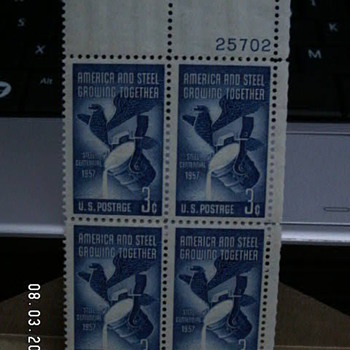 25702
AMERICA AND STEEL
GROWING TOGETHER
STEEL
CENTENNIAL
1957
3¢
U.S. POSTAGE
AMERICA AND STEEL
GROWING TOGETHER
STEEL
CENTENNIAL
1957
3¢
U.S. POSTAGE
AMERICA AND STEEL
GROWING TOGETHER
STEEL
CENTENNIAL
1957
3¢
AMERICA AND STEEL
GROWING TOGETHER
STEEL
CENTENNIAL
1957
3¢
08.03.20